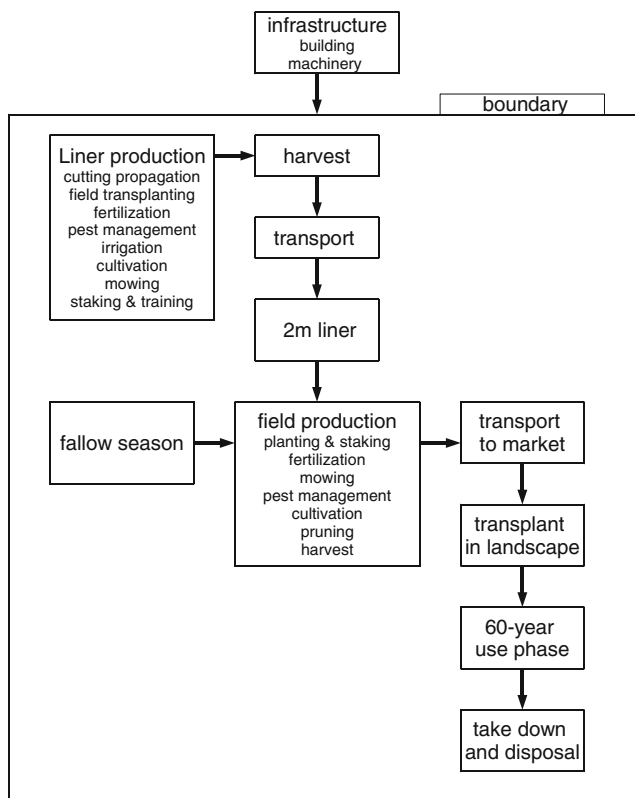 infrastructure
building
machinery
boundary
Liner production
cutting propagation
field transplanting
fertilization
pest management
irrigation
cultivation
mowing
staking & training
harvest
transport
2m liner
fallow season
field production
planting & staking
fertilization
mowing
pest management
cultivation
pruning
harvest
transport
to market
transplant
in landscape
60-year
use phase
take down
and disposal